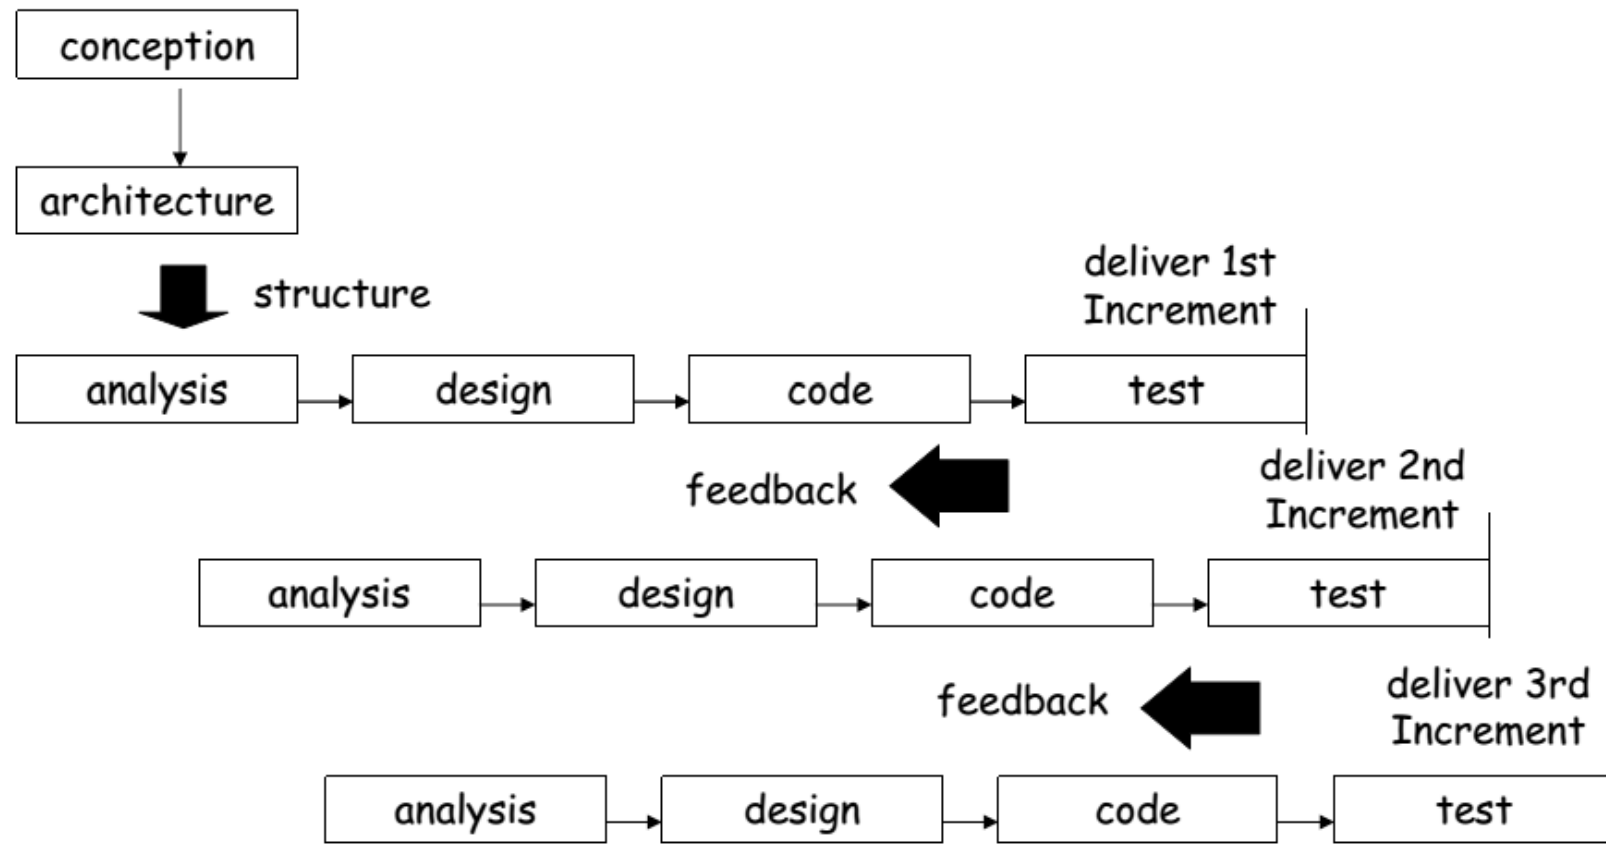 conception
architecture
structure
deliver 1st
Increment
analysis
design
code
test
feedback
deliver 2nd
Increment
analysis
design
code
test
feedback
deliver 3rd
Increment
analysis
design
code
test